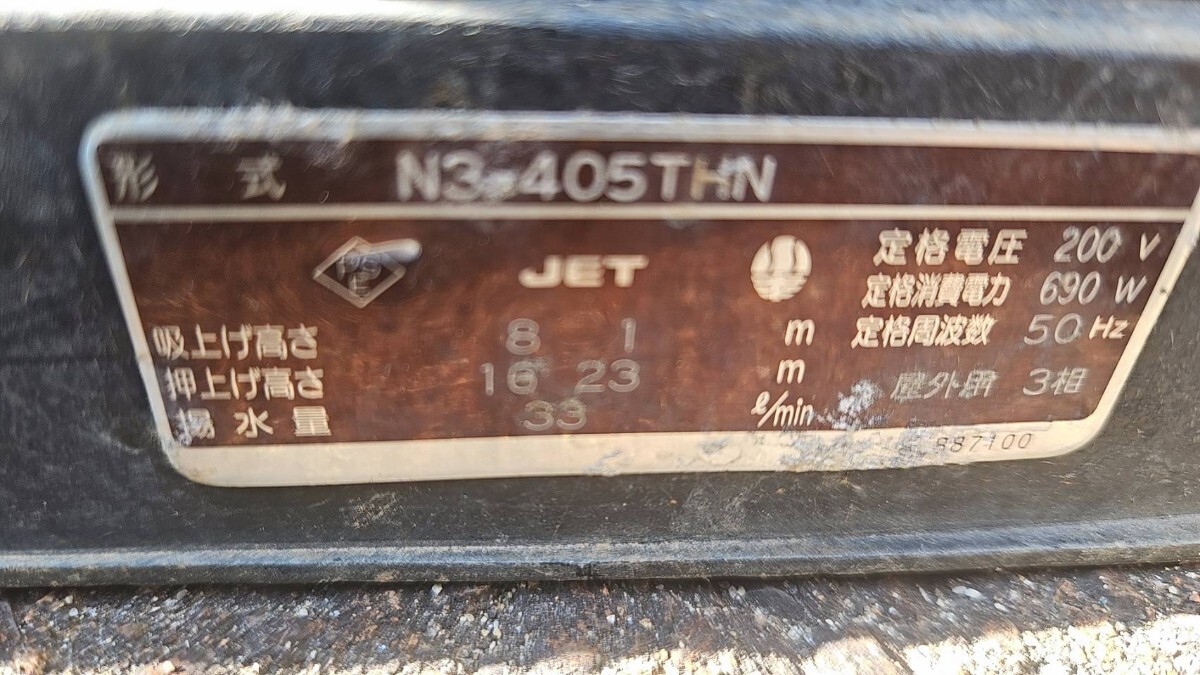 形式 N3-405THN
JET
定格電圧 200 V
定格消費電力 690 W
吸上げ高さ 8 1 m 定格周波数 50 Hz
押上げ高さ 16 23 m 屋外用 3相
揚水量 33 ℓ/min
887100